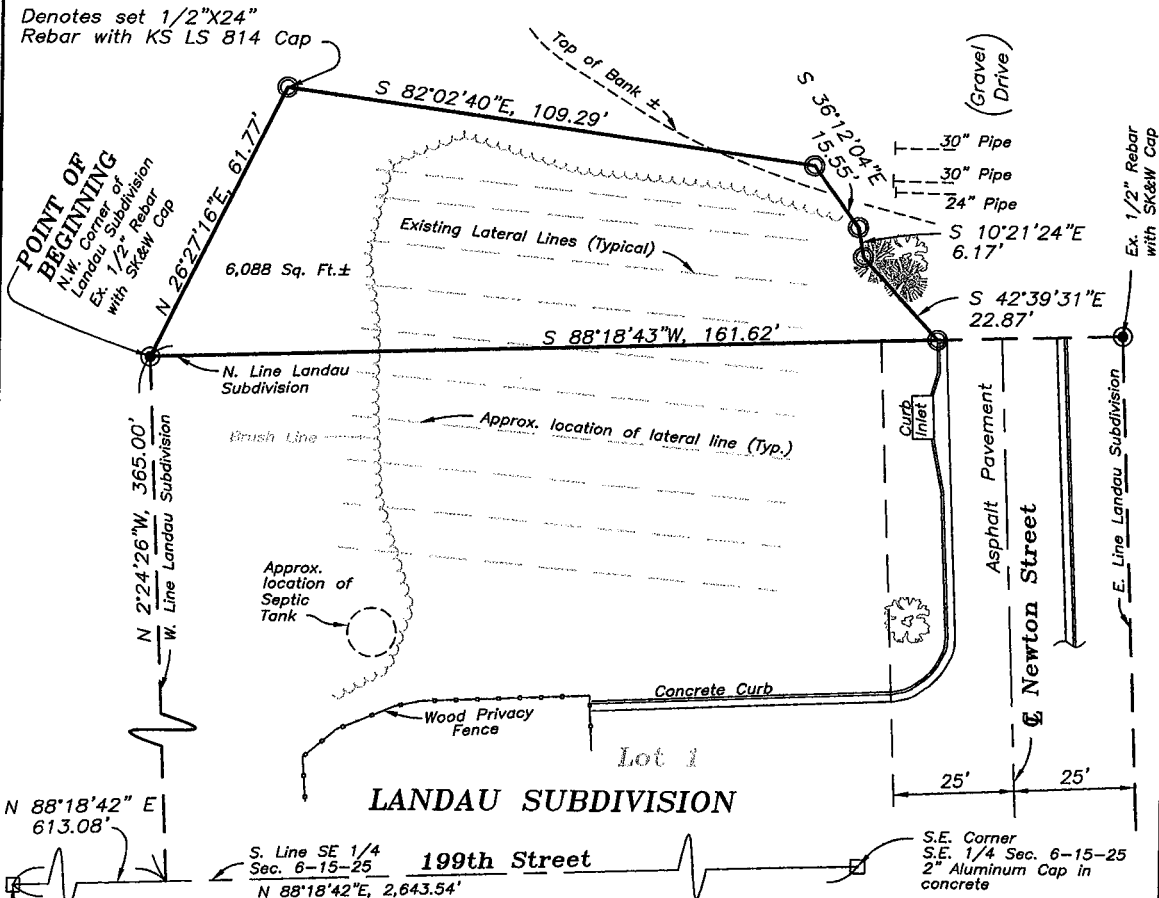 Denotes set 1/2"X24"
Rebar with KS LS 814 Cap
S 82°02'40"E, 109.29'
Top of Bank ±
S 36°12'04"E
15.55'
(Gravel
Drive)
30" Pipe
30" Pipe
24" Pipe
Ex. 1/2" Rebar
with SK&W Cap
POINT OF
BEGINNING
N.W. Corner of
Landau Subdivision
Ex. 1/2" Rebar
with SK&W Cap
N 26°27'16"E, 61.77'
Existing Lateral Lines (Typical)
6,088 Sq. Ft.±
S 10°21'24"E
6.17'
S 42°39'31"E
22.87'
S 88°18'43"W, 161.62'
N. Line Landau
Subdivision
Brush Line
Approx. location of lateral line (Typ.)
Curb
Inlet
Asphalt Pavement
℄ Newton Street
E. Line Landau Subdivision
N 2°24'26"W, 365.00'
W. Line Landau Subdivision
Approx.
location of
Septic
Tank
Concrete Curb
Wood Privacy
Fence
Lot 1
25'
25'
LANDAU SUBDIVISION
N 88°18'42" E
613.08'
S. Line SE 1/4
Sec. 6-15-25
199th Street
N 88°18'42"E, 2,643.54'
S.E. Corner
S.E. 1/4 Sec. 6-15-25
2" Aluminum Cap in
concrete